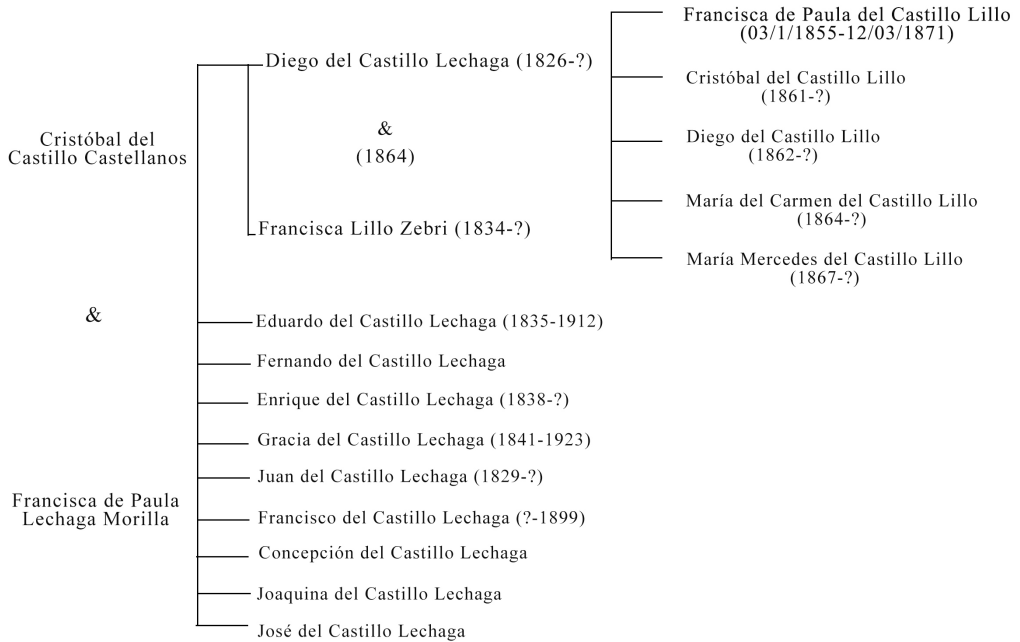 Cristóbal del
Castillo Castellanos
&
Francisca de Paula
Lechaga Morilla
Diego del Castillo Lechaga (1826-?)
&
(1864)
Francisca Lillo Zebri (1834-?)
Eduardo del Castillo Lechaga (1835-1912)
Fernando del Castillo Lechaga
Enrique del Castillo Lechaga (1838-?)
Gracia del Castillo Lechaga (1841-1923)
Juan del Castillo Lechaga (1829-?)
Francisco del Castillo Lechaga (?-1899)
Concepción del Castillo Lechaga
Joaquina del Castillo Lechaga
José del Castillo Lechaga
Francisca de Paula del Castillo Lillo
(03/1/1855-12/03/1871)
Cristóbal del Castillo Lillo
(1861-?)
Diego del Castillo Lillo
(1862-?)
María del Carmen del Castillo Lillo
(1864-?)
María Mercedes del Castillo Lillo
(1867-?)